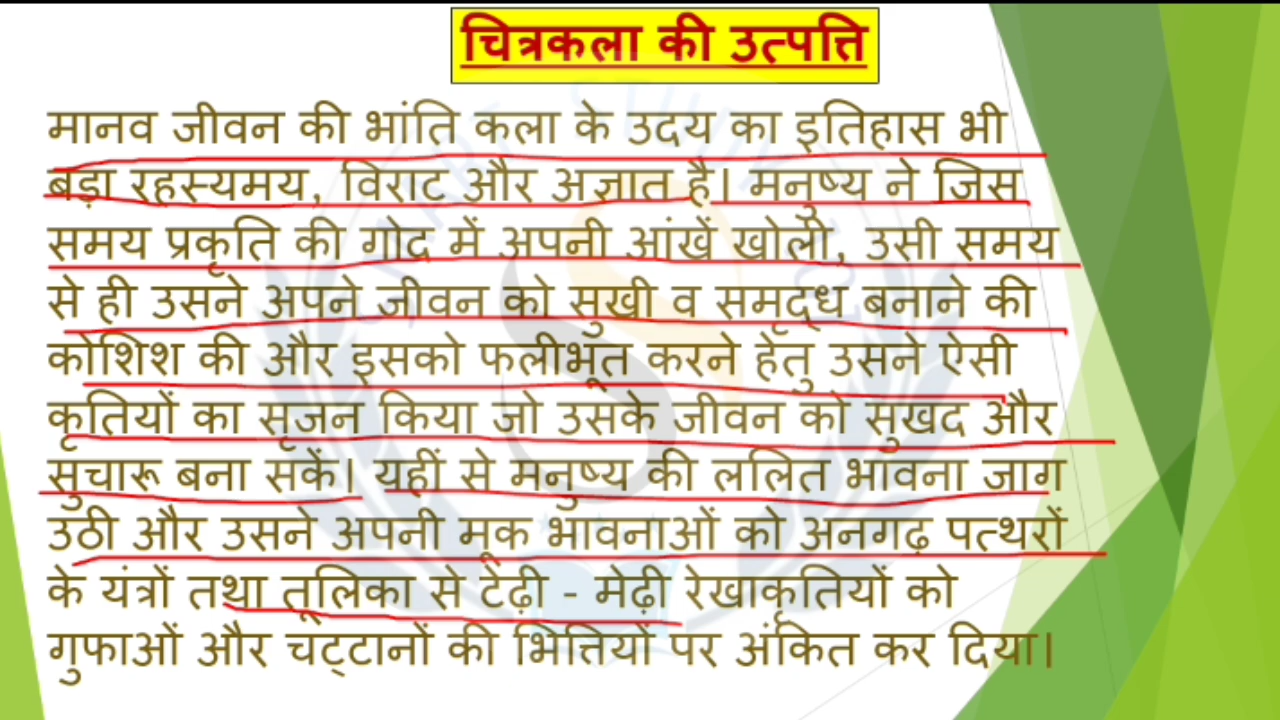 चित्रकला की उत्पत्ति
मानव जीवन की भांति कला के उदय का इतिहास भी
बड़ा रहस्यमय, विराट और अज्ञात है। मनुष्य ने जिस
समय प्रकृति की गोद में अपनी आंखें खोली, उसी समय
से ही उसने अपने जीवन को सुखी व समृद्ध बनाने की
कोशिश की और इसको फलीभूत करने हेतु उसने ऐसी
कृतियों का सृजन किया जो उसके जीवन को सुखद और
सुचारू बना सकें। यहीं से मनुष्य की ललित भावना जाग
उठी और उसने अपनी मूक भावनाओं को अनगढ़ पत्थरों
के यंत्रों तथा तूलिका से टेढ़ी - मेढ़ी रेखाकृतियों को
गुफाओं और चट्टानों की भित्तियों पर अंकित कर दिया।